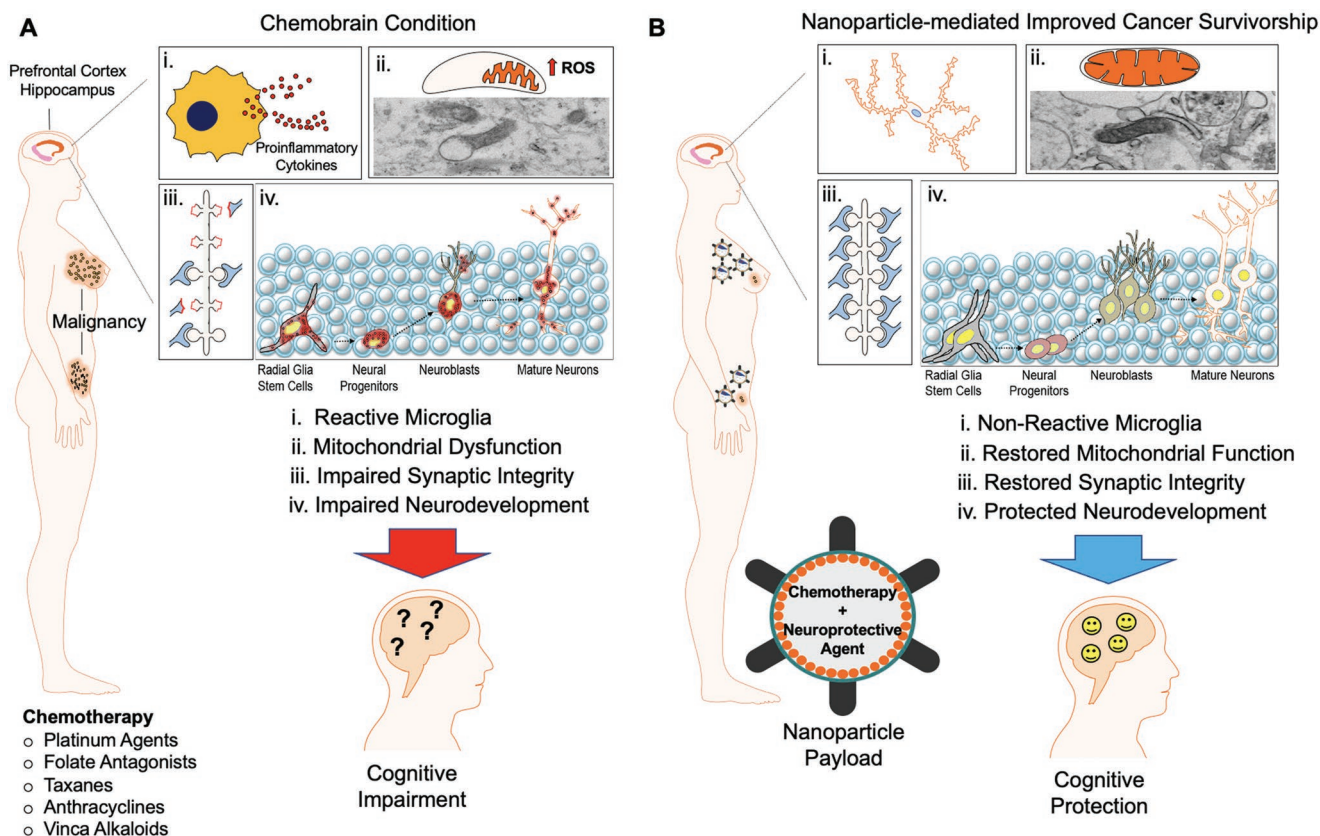 A
Chemobrain Condition
Prefrontal Cortex
Hippocampus
i.
Proinflammatory
Cytokines
ii.
ROS
iii.
iv.
Radial Glia
Stem Cells
Neural
Progenitors
Neuroblasts
Mature Neurons
Malignancy
i. Reactive Microglia
ii. Mitochondrial Dysfunction
iii. Impaired Synaptic Integrity
iv. Impaired Neurodevelopment
? ? ? ?
Cognitive
Impairment
Chemotherapy
○ Platinum Agents
○ Folate Antagonists
○ Taxanes
○ Anthracyclines
○ Vinca Alkaloids
B
Nanoparticle-mediated Improved Cancer Survivorship
i.
ii.
iii.
iv.
Radial Glia
Stem Cells
Neural
Progenitors
Neuroblasts
Mature Neurons
i. Non-Reactive Microglia
ii. Restored Mitochondrial Function
iii. Restored Synaptic Integrity
iv. Protected Neurodevelopment
Chemotherapy
+
Neuroprotective
Agent
Nanoparticle
Payload
Cognitive
Protection